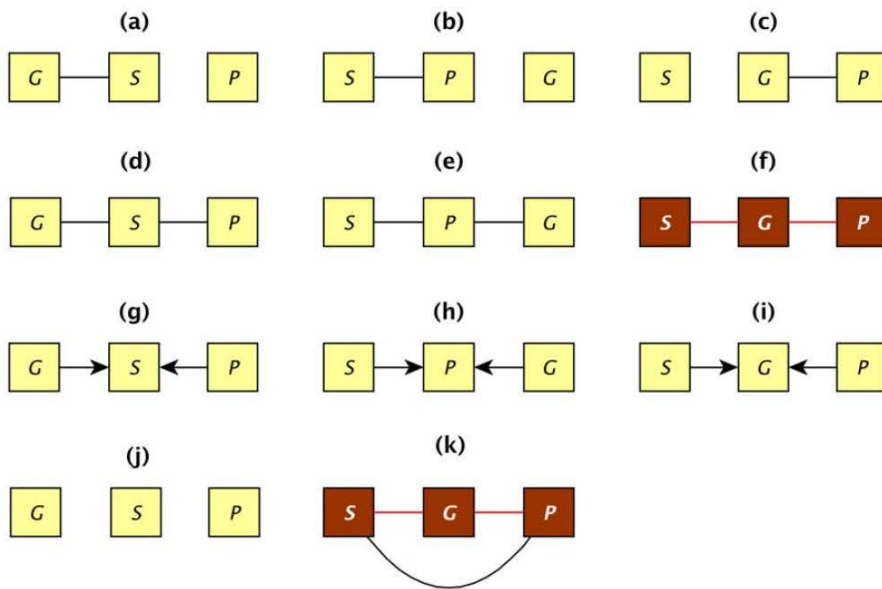 (a) (b) (c)
G S P S P G S G P
(d) (e) (f)
G S P S P G S G P
(g) (h) (i)
G S P S P G S G P
(j) (k)
G S P S G P